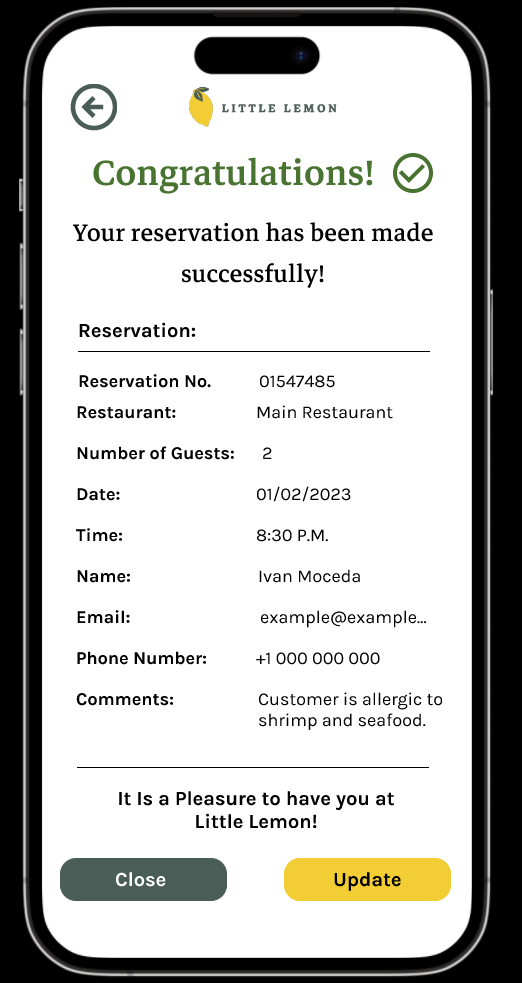 LITTLE LEMON
Congratulations!
Your reservation has been made
successfully!
Reservation:
Reservation No. 01547485
Restaurant: Main Restaurant
Number of Guests: 2
Date: 01/02/2023
Time: 8:30 P.M.
Name: Ivan Moceda
Email: example@example...
Phone Number: +1 000 000 000
Comments: Customer is allergic to
shrimp and seafood.
It Is a Pleasure to have you at
Little Lemon!
Close Update